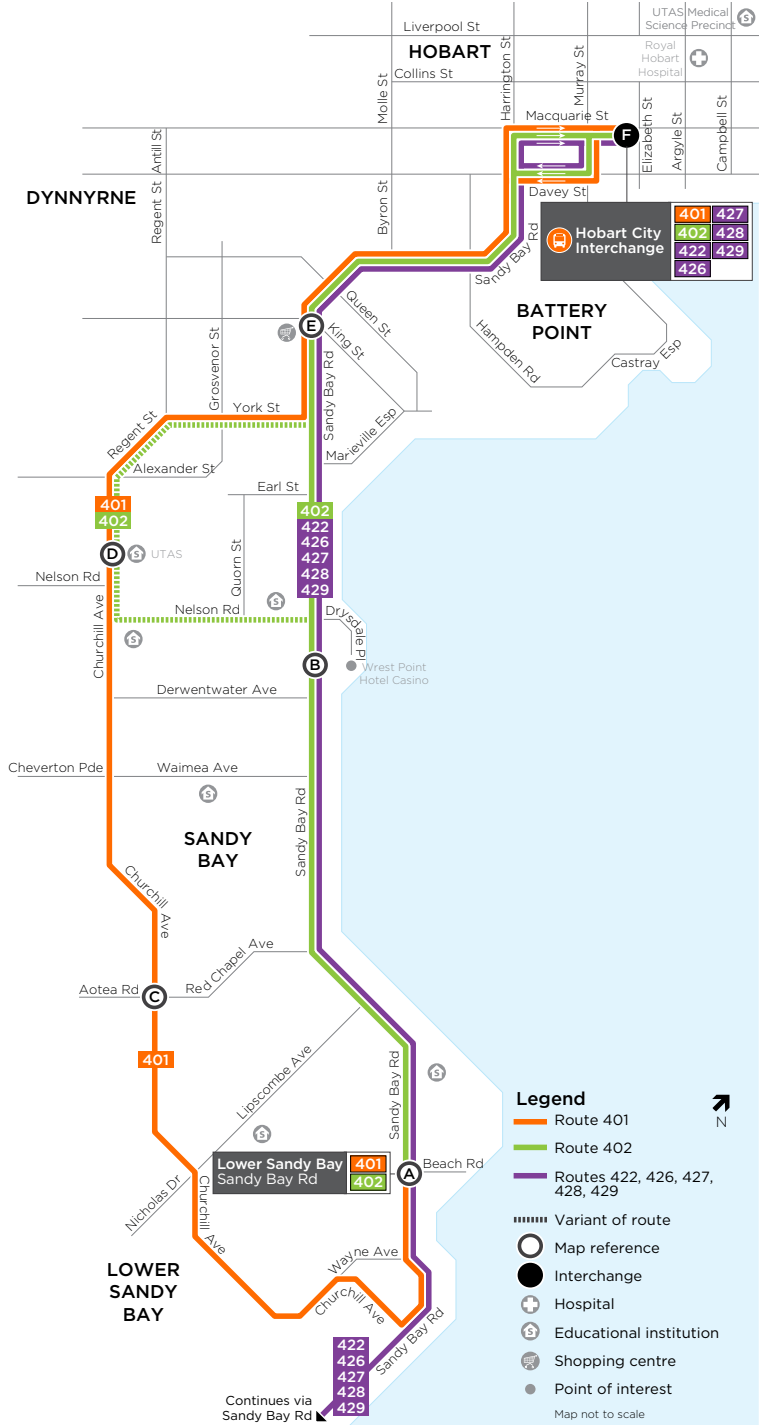 UTAS Medical
Science Precinct
Liverpool St
HOBART
Royal
Hobart
Hospital
Collins St
Molle St
Harrington St
Murray St
Macquarie St
F
Elizabeth St
Argyle St
Campbell St
Antill St
Regent St
DYNNYRNE
Byron St
Davey St
Sandy Bay Rd
Hobart City
Interchange
401
427
402
428
422
429
426
BATTERY
POINT
Queen St
E
King St
Hampden Rd
Castray Esp
Grosvenor St
Sandy Bay Rd
York St
Regent St
Marieville Esp
Alexander St
Earl St
401
402
402
422
426
427
428
429
D
UTAS
Quorn St
Nelson Rd
Nelson Rd
Drysdale Pl
Churchill Ave
B
Wrest Point
Hotel Casino
Derwentwater Ave
Cheverton Pde
Waimea Ave
Sandy Bay Rd
SANDY
BAY
Churchill Ave
Red Chapel Ave
Aotea Rd
C
401
Lipscombe Ave
Sandy Bay Rd
Lower Sandy Bay
Sandy Bay Rd
401
402
A
Beach Rd
Nicholas Dr
Churchill Ave
Wayne Ave
LOWER
SANDY
BAY
Churchill Ave
Sandy Bay Rd
422
426
427
428
429
Continues via
Sandy Bay Rd
Legend
N
Route 401
Route 402
Routes 422, 426, 427,
428, 429
Variant of route
Map reference
Interchange
Hospital
Educational institution
Shopping centre
Point of interest
Map not to scale